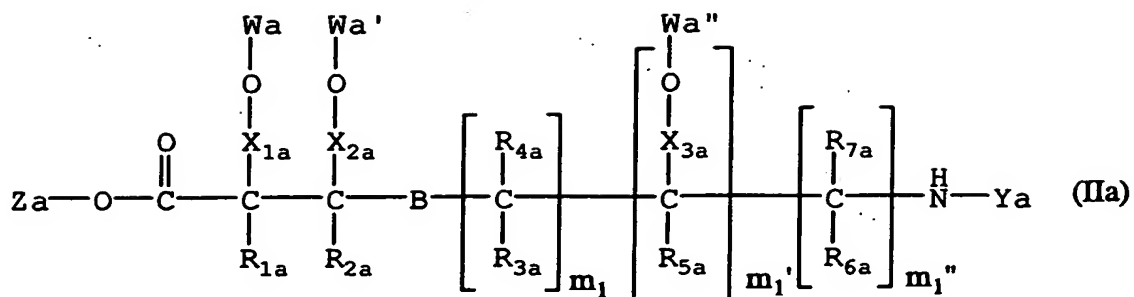 Wa Wa' Wa"
O O O
O X₁ₐ X₂ₐ R₄ₐ X₃ₐ R₇ₐ
Za—O—C—C—C—B—[C]—[C]—[C]—N—Ya (IIa)
H
R₁ₐ R₂ₐ R₃ₐ m₁ R₅ₐ m₁' R₆ₐ m₁"